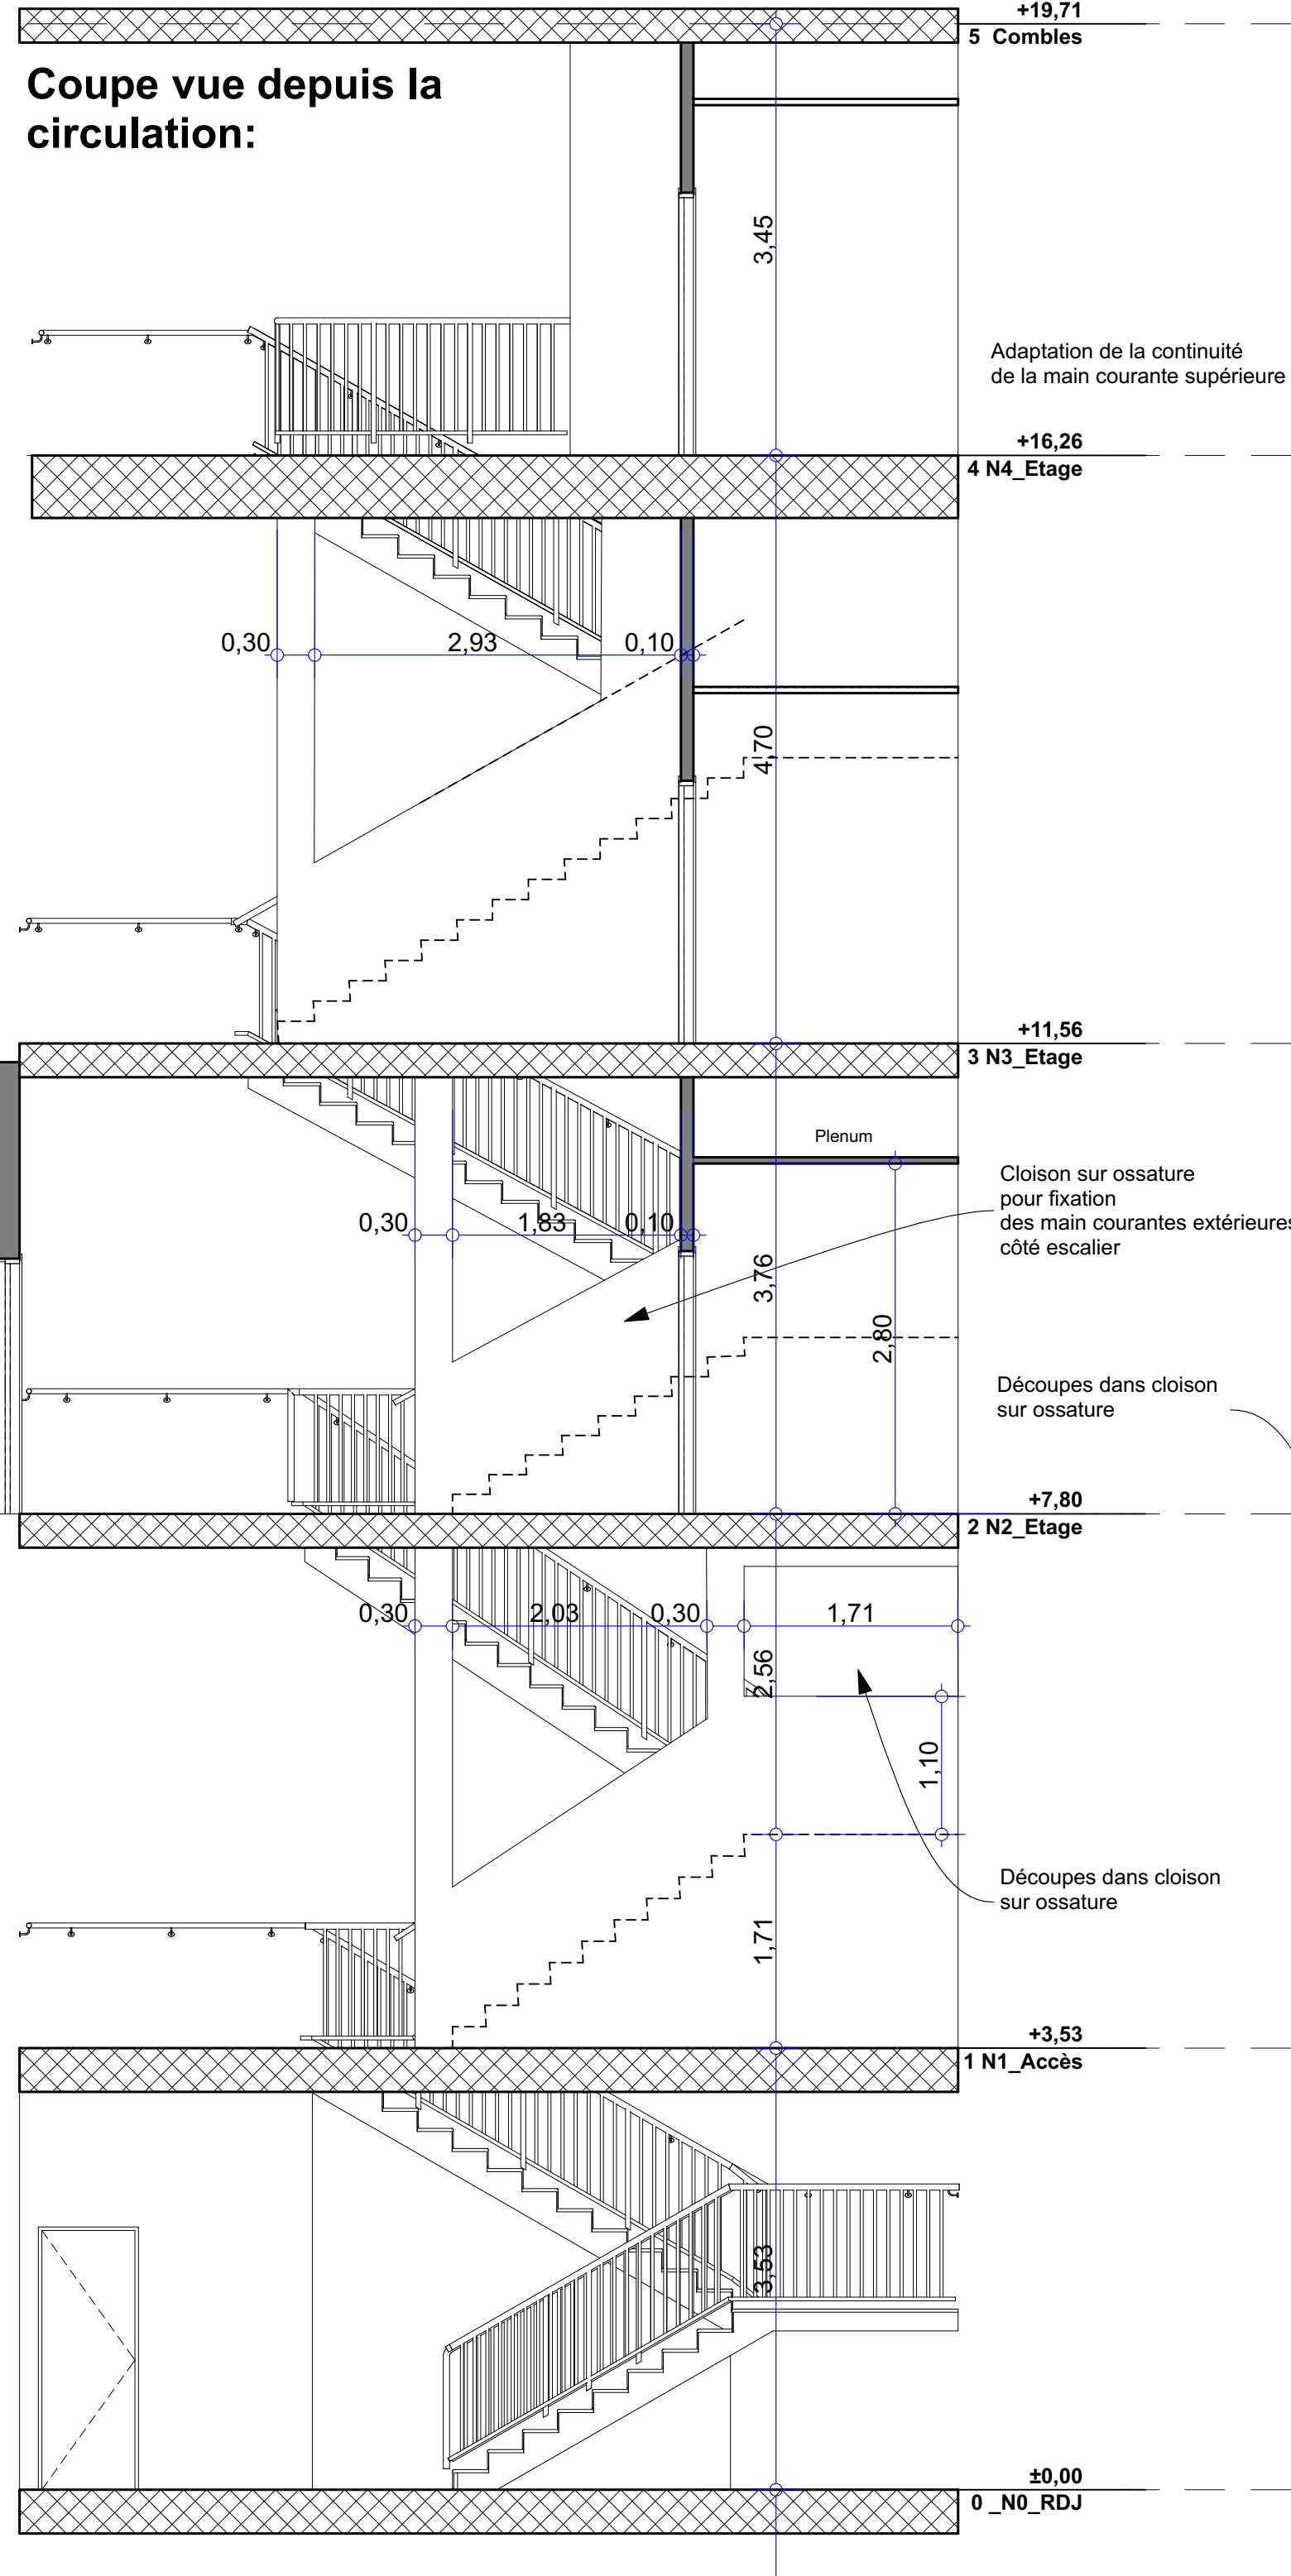 +19,71
5 Combles
Coupe vue depuis la
circulation:
3,45
Adaptation de la continuité
de la main courante supérieure
+16,26
4 N4_Etage
0,30
2,93
0,10
4,70
+11,56
3 N3_Etage
Plenum
Cloison sur ossature
pour fixation
des main courantes extérieures
côté escalier
0,30
1,83
0,10
3,76
2,80
Découpes dans cloison
sur ossature
+7,80
2 N2_Etage
0,30
2,03
0,30
1,71
2,56
1,10
Découpes dans cloison
sur ossature
1,71
+3,53
1 N1_Accès
3,53
±0,00
0 _N0_RDJ